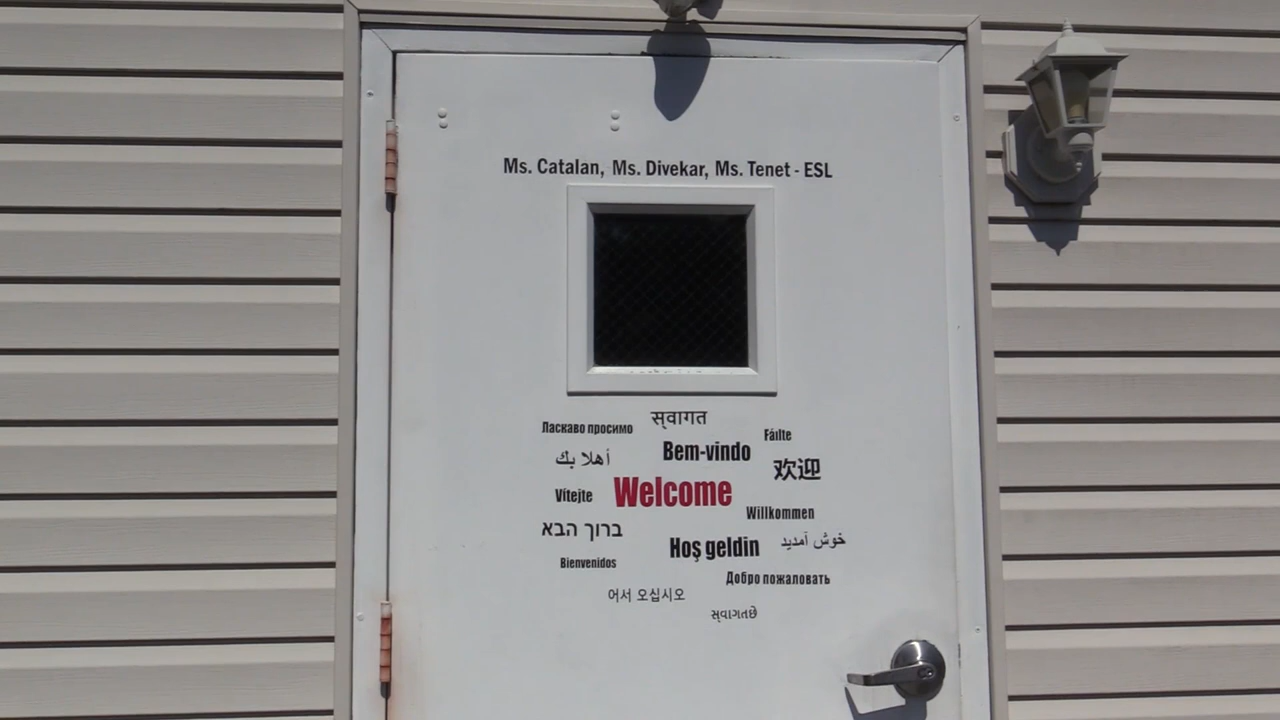 Ms. Catalan, Ms. Divekar, Ms. Tenet - ESL
स्वागत
Ласкаво просимо
Fáilte
Bem-vindo
أهلا بك
欢迎
Vítejte
Welcome
Willkommen
ברוך הבא
Hoş geldin
خوش آمدید
Bienvenidos
Добро пожаловать
어서 오십시오
સ્વાગતછે